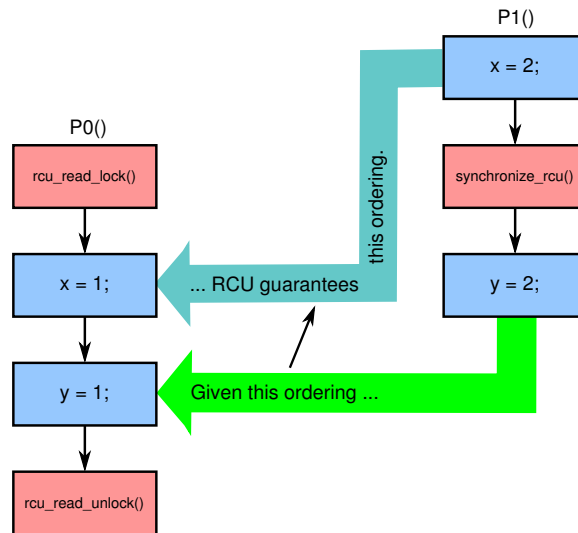 P1()
x = 2;
P0()
rcu_read_lock()
synchronize_rcu()
this ordering.
x = 1;
... RCU guarantees
y = 2;
y = 1;
Given this ordering ...
rcu_read_unlock()